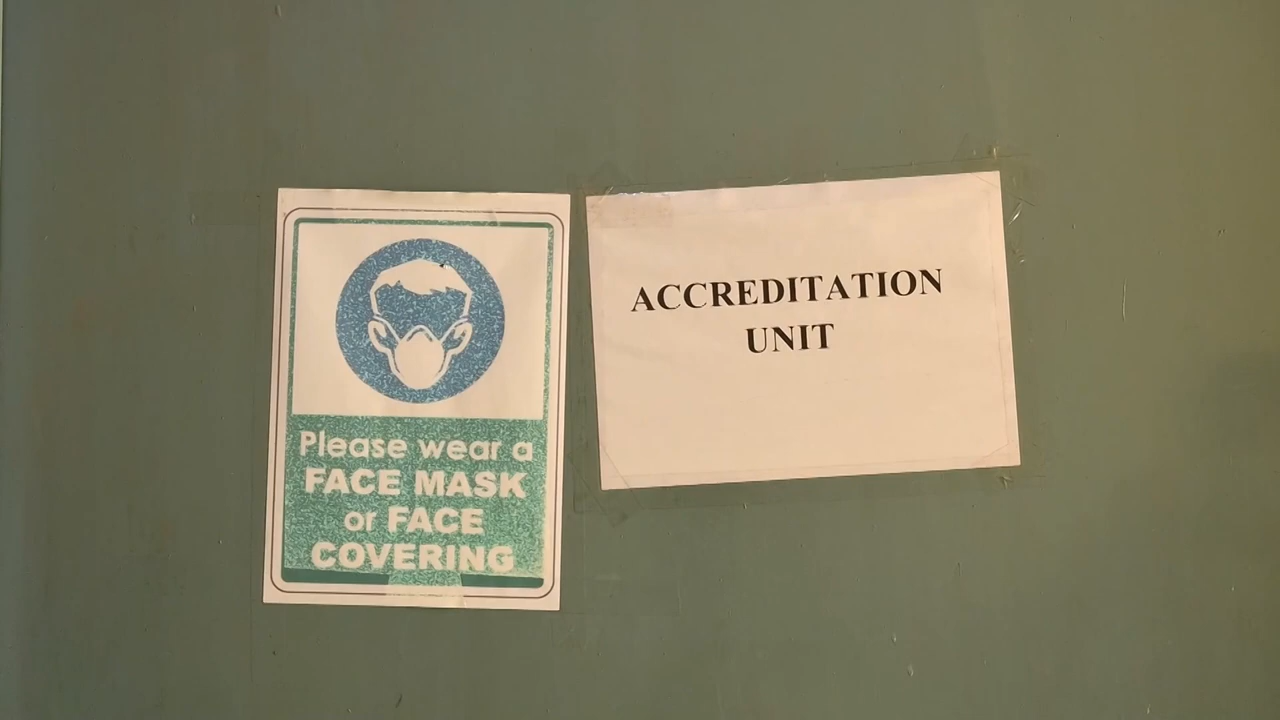 Please wear a
FACE MASK
or FACE
COVERING
ACCREDITATION
UNIT